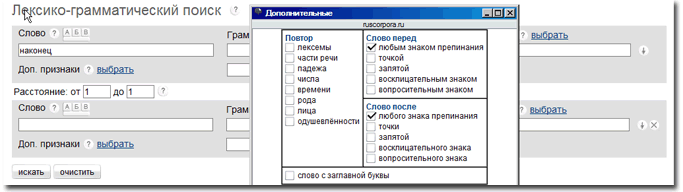 Лексико-грамматический поиск ?
Слово ? А Б В
Грам
наконец
Доп. признаки ? выбрать
Расстояние: от 1 до 1 ?
Слово ? А Б В
Грам
Доп. признаки ? выбрать
искать очистить
Дополнительные
ruscorpora.ru
Повтор
лексемы
части речи
падежа
числа
времени
рода
лица
одушевлённости
Слово перед
любым знаком препинания
точкой
запятой
восклицательным знаком
вопросительным знаком
Слово после
любого знака препинания
точки
запятой
восклицательного знака
вопросительного знака
слово с заглавной буквы
? выбрать
? выбрать